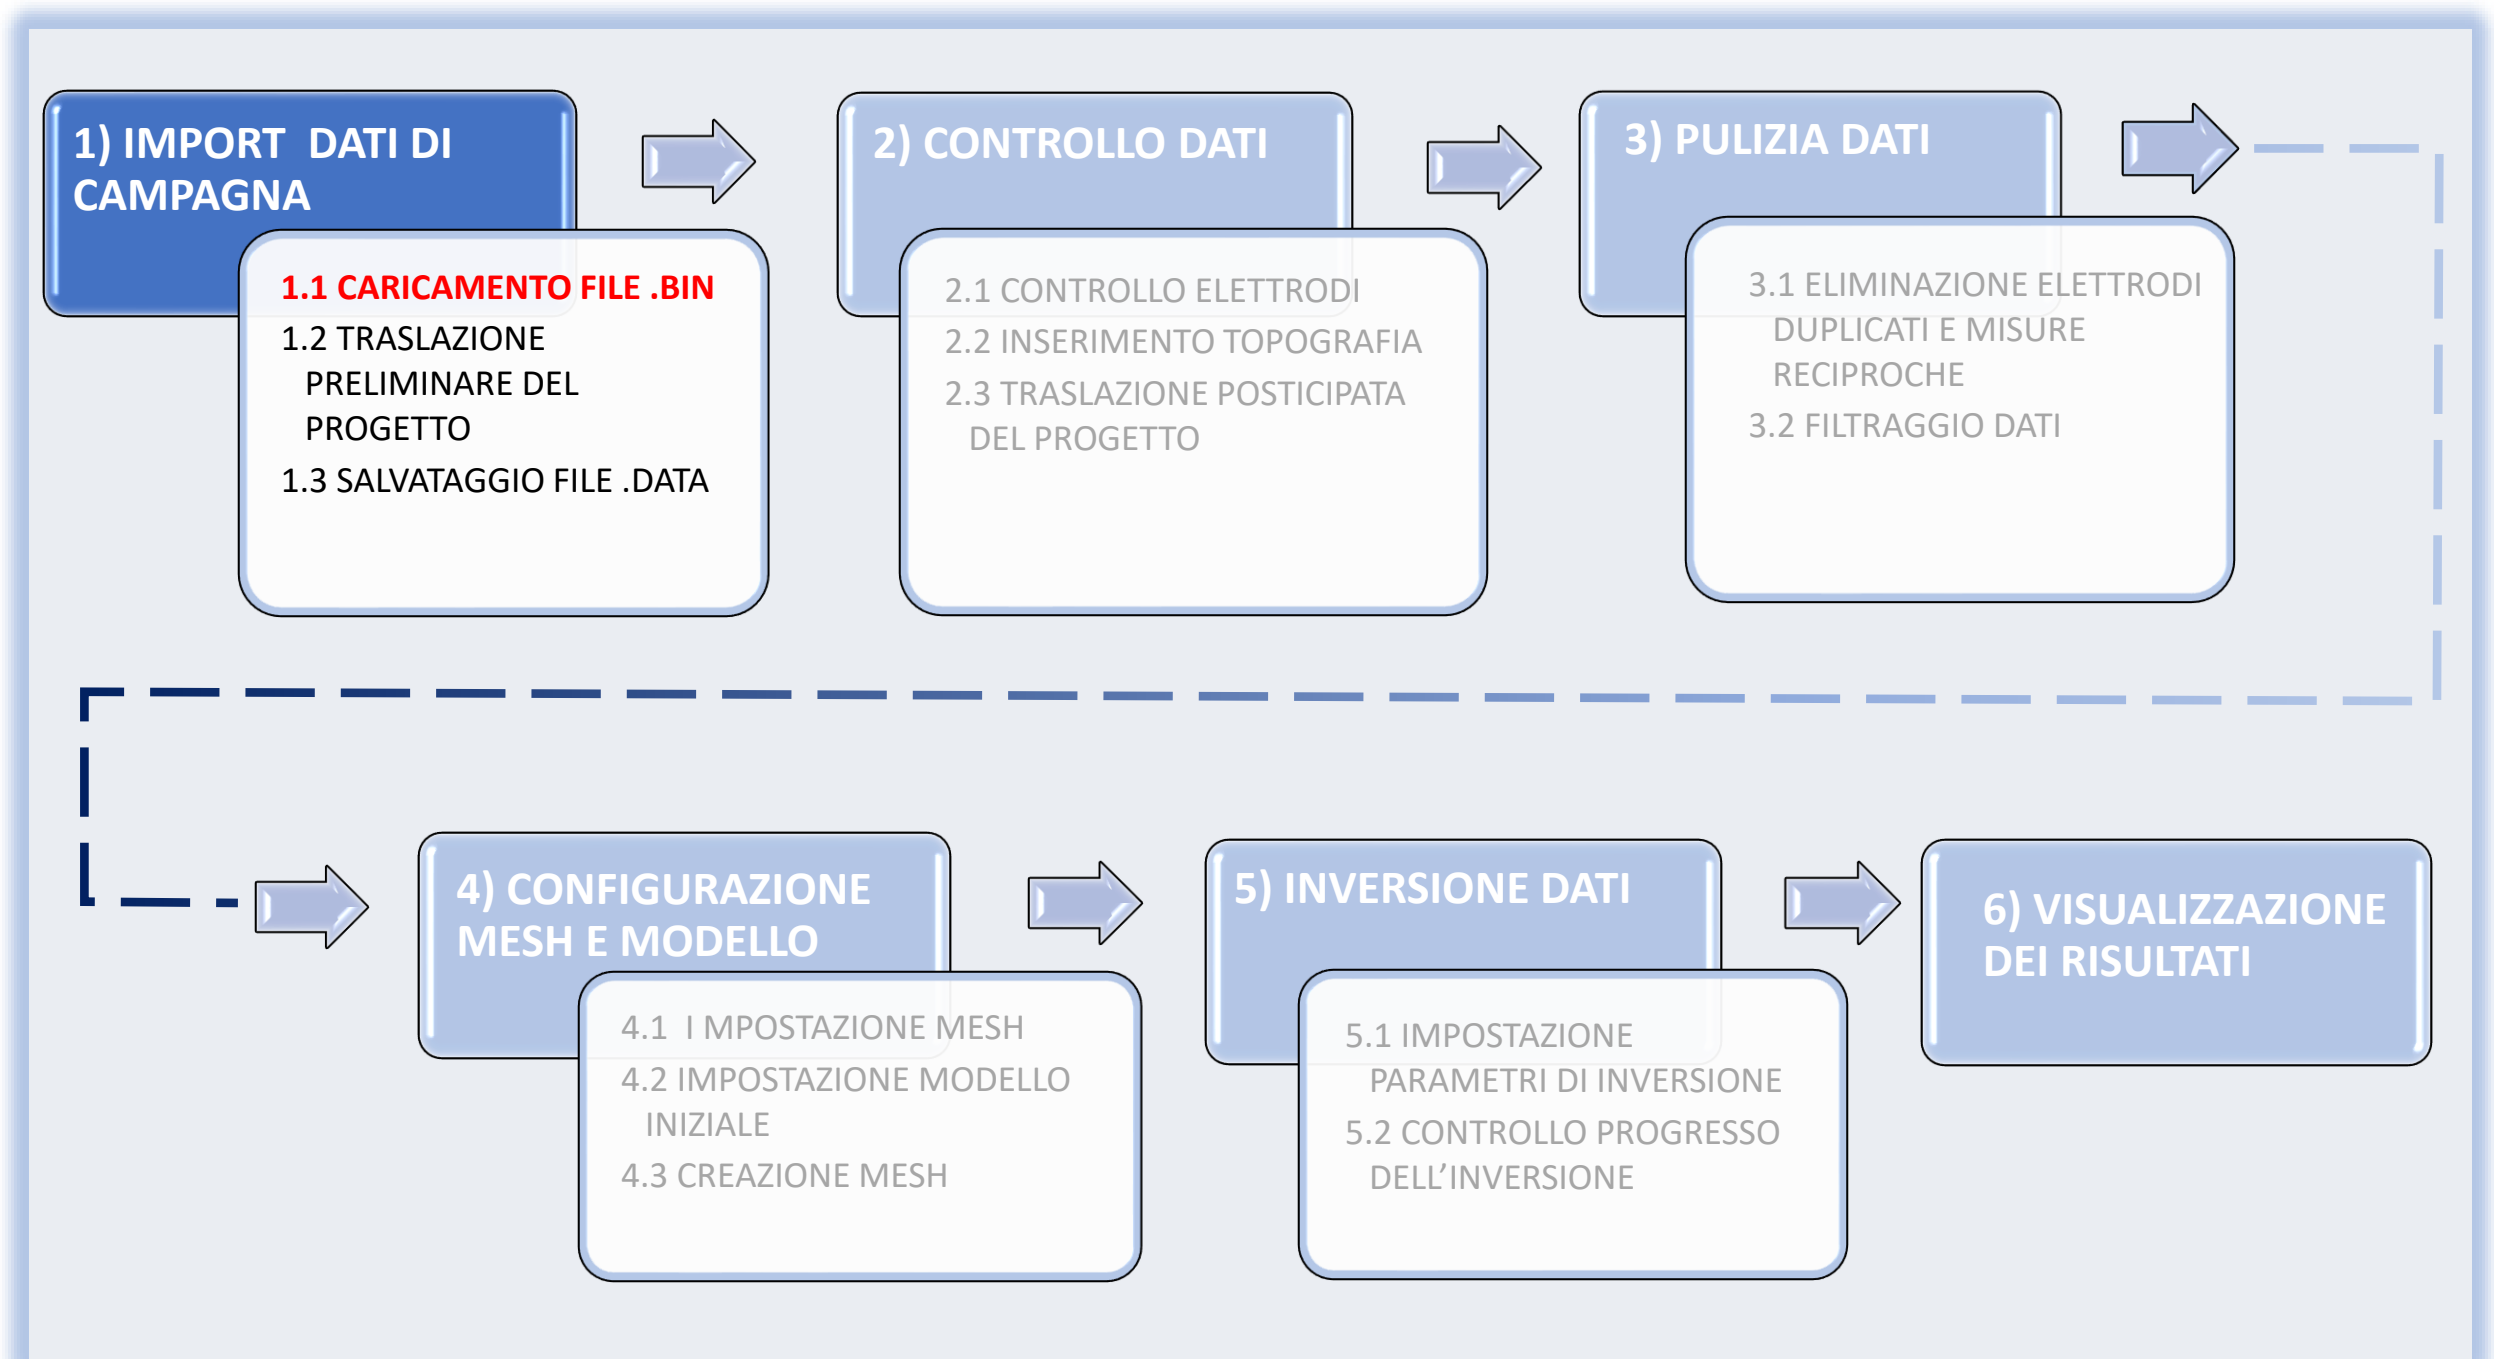 1) IMPORT  DATI DI
CAMPAGNA
1.1 CARICAMENTO FILE .BIN
1.2 TRASLAZIONE
PRELIMINARE DEL
PROGETTO
1.3 SALVATAGGIO FILE .DATA
2) CONTROLLO DATI
2.1 CONTROLLO ELETTRODI
2.2 INSERIMENTO TOPOGRAFIA
2.3 TRASLAZIONE POSTICIPATA
DEL PROGETTO
3) PULIZIA DATI
3.1 ELIMINAZIONE ELETTRODI
DUPLICATI E MISURE
RECIPROCHE
3.2 FILTRAGGIO DATI
4) CONFIGURAZIONE
MESH E MODELLO
4.1  I MPOSTAZIONE MESH
4.2 IMPOSTAZIONE MODELLO
INIZIALE
4.3 CREAZIONE MESH
5) INVERSIONE DATI
5.1 IMPOSTAZIONE
PARAMETRI DI INVERSIONE
5.2 CONTROLLO PROGRESSO
DELL’INVERSIONE
6) VISUALIZZAZIONE
DEI RISULTATI